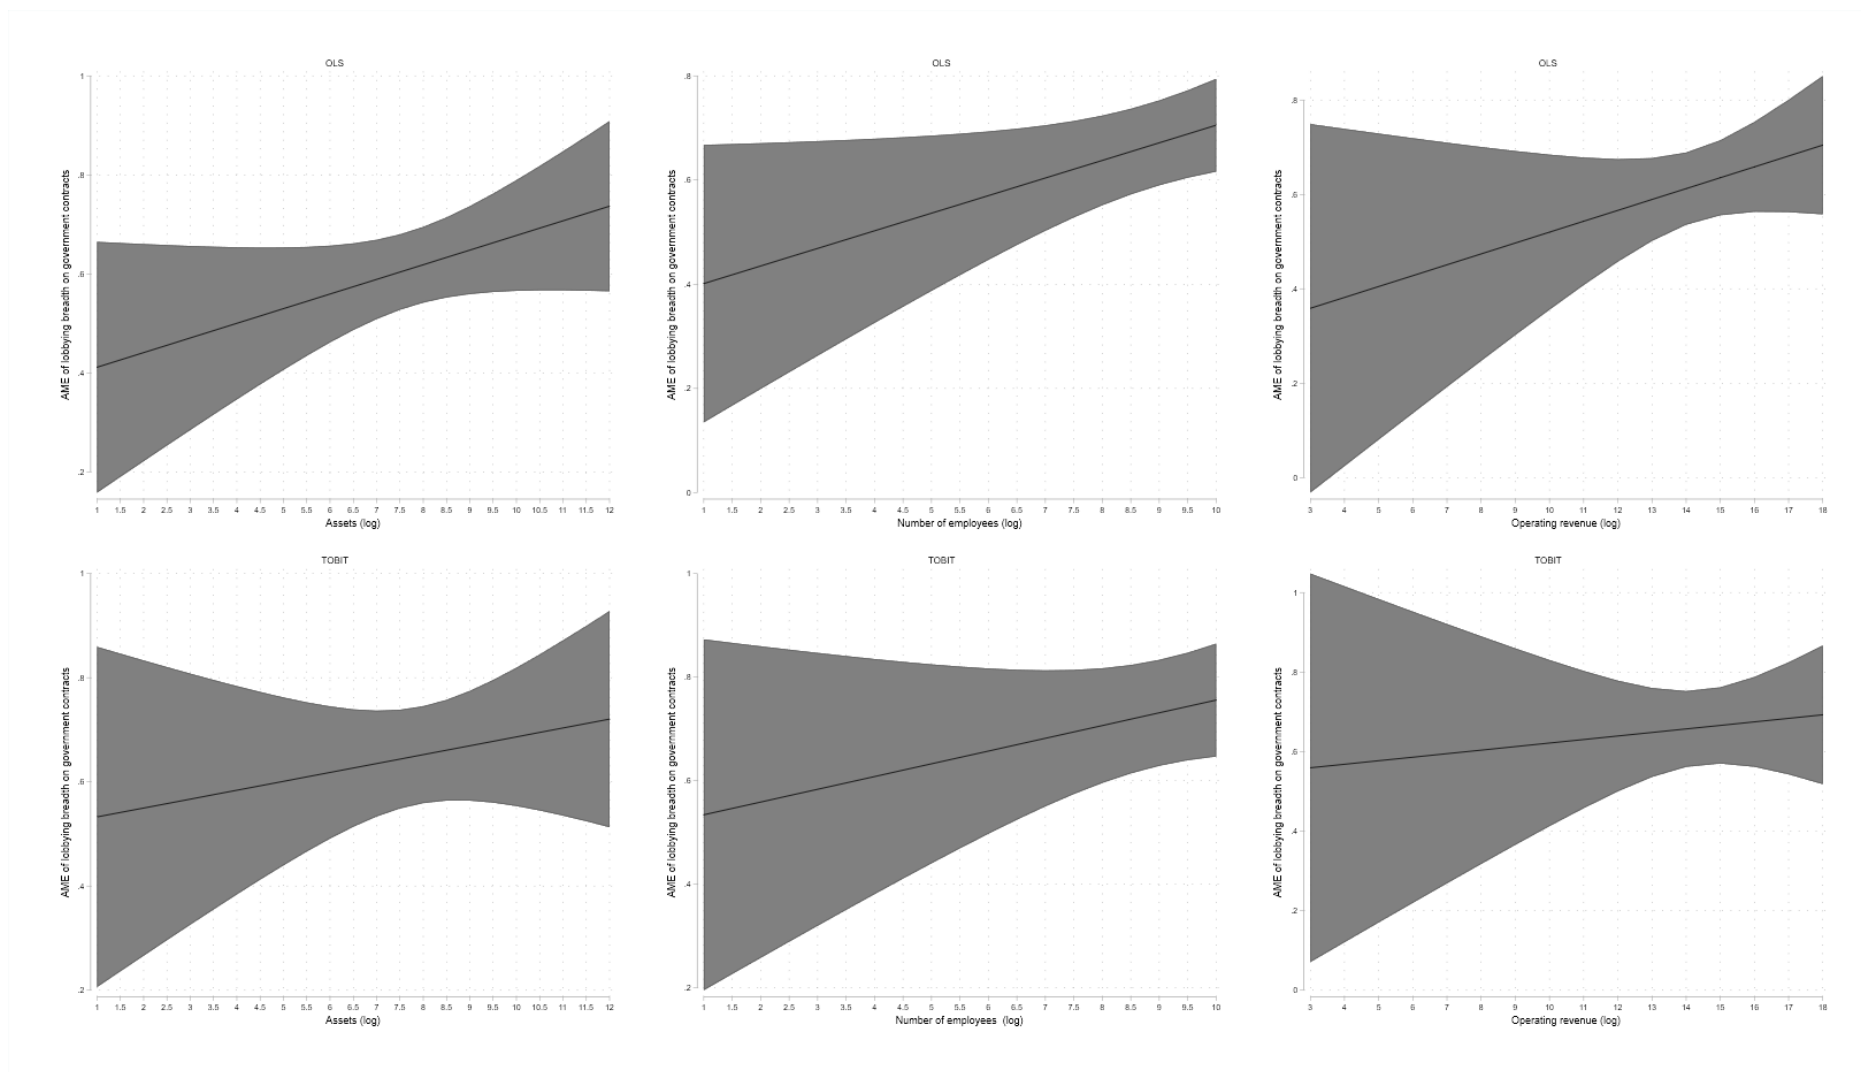 OLS
AME of lobbying breadth on government contracts
1
.8
.6
.4
.2
1 1.5 2 2.5 3 3.5 4 4.5 5 5.5 6 6.5 7 7.5 8 8.5 9 9.5 10 10.5 11 11.5 12
Assets (log)
OLS
AME of lobbying breadth on government contracts
.8
.6
.4
.2
0
1 1.5 2 2.5 3 3.5 4 4.5 5 5.5 6 6.5 7 7.5 8 8.5 9 9.5 10
Number of employees (log)
OLS
AME of lobbying breadth on government contracts
.8
.6
.4
.2
0
3 4 5 6 7 8 9 10 11 12 13 14 15 16 17 18
Operating revenue (log)
TOBIT
AME of lobbying breadth on government contracts
1
.8
.6
.4
.2
1 1.5 2 2.5 3 3.5 4 4.5 5 5.5 6 6.5 7 7.5 8 8.5 9 9.5 10 10.5 11 11.5 12
Assets (log)
TOBIT
AME of lobbying breadth on government contracts
1
.8
.6
.4
.2
1 1.5 2 2.5 3 3.5 4 4.5 5 5.5 6 6.5 7 7.5 8 8.5 9 9.5 10
Number of employees (log)
TOBIT
AME of lobbying breadth on government contracts
1
.8
.6
.4
.2
0
3 4 5 6 7 8 9 10 11 12 13 14 15 16 17 18
Operating revenue (log)